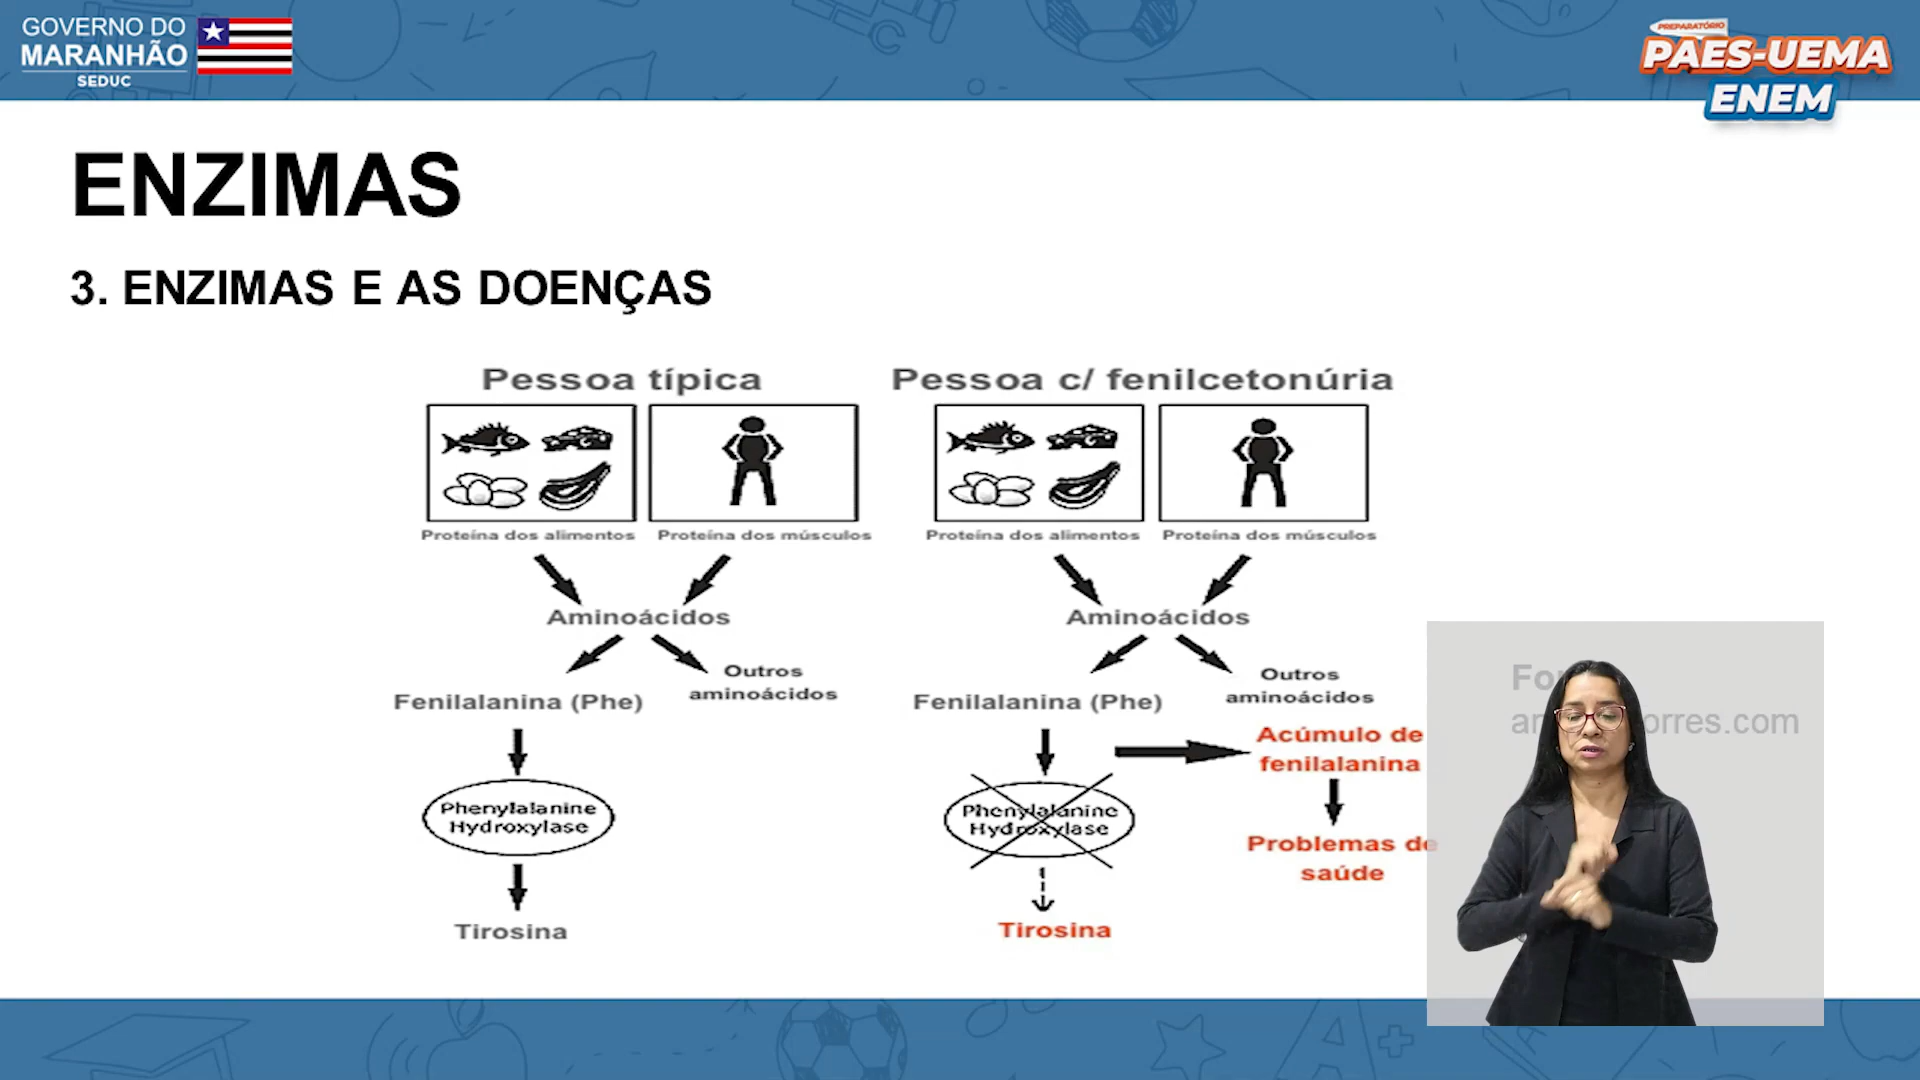 GOVERNO DO
MARANHÃO
SEDUC
PREPARATÓRIO
PAES-UEMA
ENEM
ENZIMAS
3. ENZIMAS E AS DOENÇAS
Pessoa típica
Pessoa c/ fenilcetonúria
Proteína dos alimentos
Proteína dos músculos
Proteína dos alimentos
Proteína dos músculos
Aminoácidos
Aminoácidos
Outros
aminoácidos
Outros
aminoácidos
Fenilalanina (Phe)
Fenilalanina (Phe)
Acúmulo de
fenilalanina
Phenylalanine
Hydroxylase
Phenylalanine
Hydroxylase
Problemas de
saúde
Tirosina
Tirosina